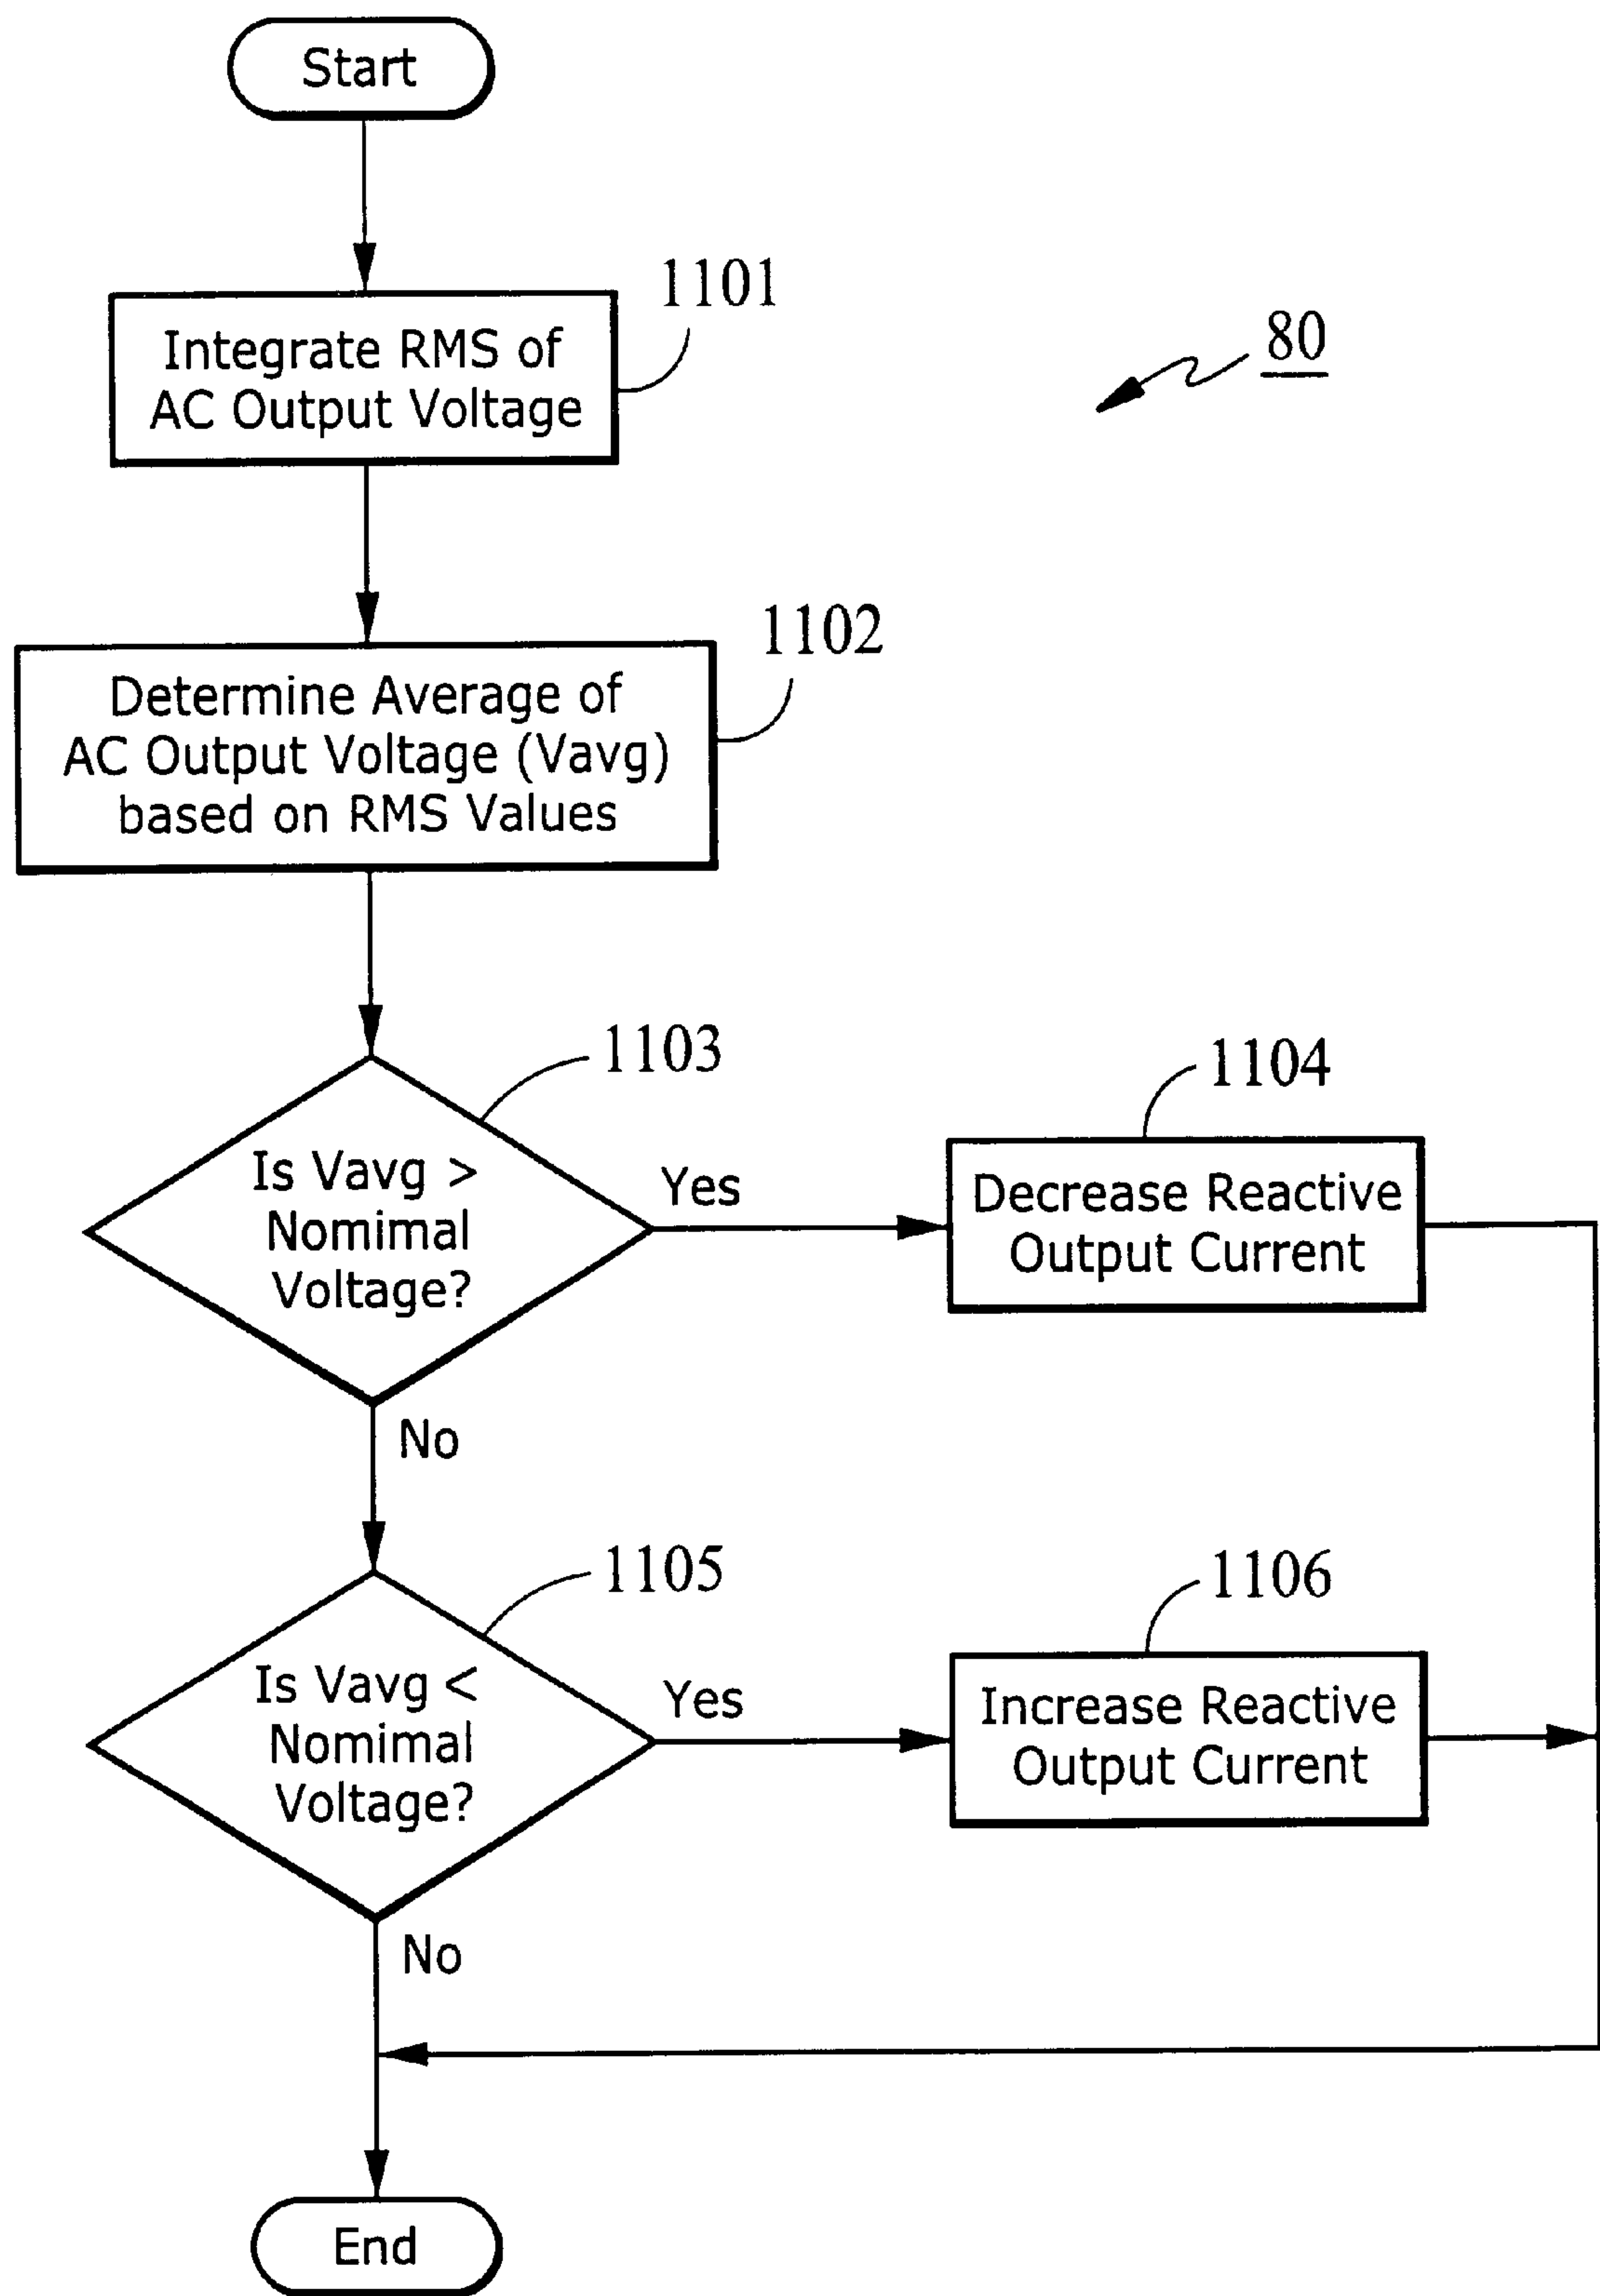 Start
1101
80
Integrate RMS of
AC Output Voltage
1102
Determine Average of
AC Output Voltage (Vavg)
based on RMS Values
1103
1104
Is Vavg >
Nomimal
Voltage?
Yes
Decrease Reactive
Output Current
No
1105
1106
Is Vavg <
Nomimal
Voltage?
Yes
Increase Reactive
Output Current
No
End